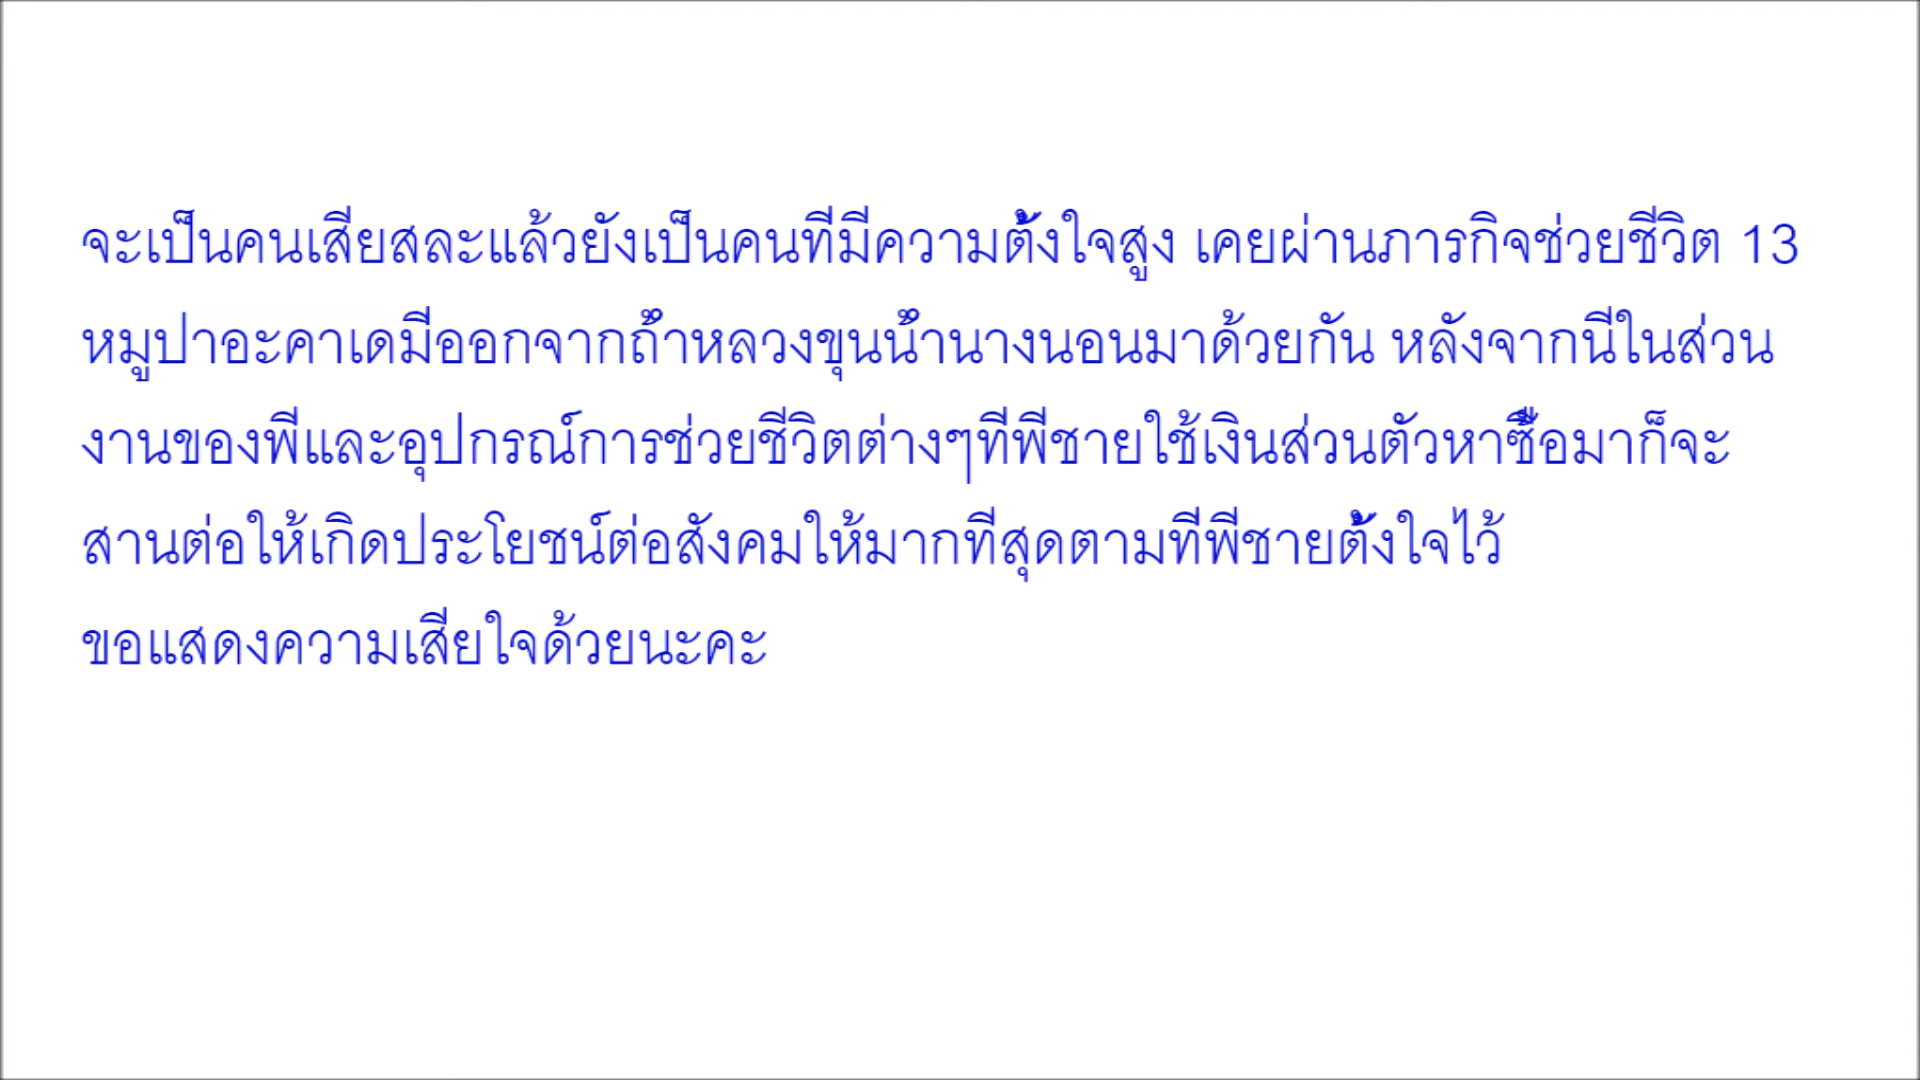 จะเป็นคนเสียสละแล้วยังเป็นคนที่มีความตั้งใจสูง เคยผ่านภารกิจช่วยชีวิต 13
หมูป่าอะคาเดมี่ออกจากถ้ำหลวงขุนน้ำนางนอนมาด้วยกัน หลังจากนี้ในส่วน
งานของพี่และอุปกรณ์การช่วยชีวิตต่างๆที่พี่ชายใช้เงินส่วนตัวหาซื้อมาก็จะ
สานต่อให้เกิดประโยชน์ต่อสังคมให้มากที่สุดตามที่พี่ชายตั้งใจไว้
ขอแสดงความเสียใจด้วยนะคะ